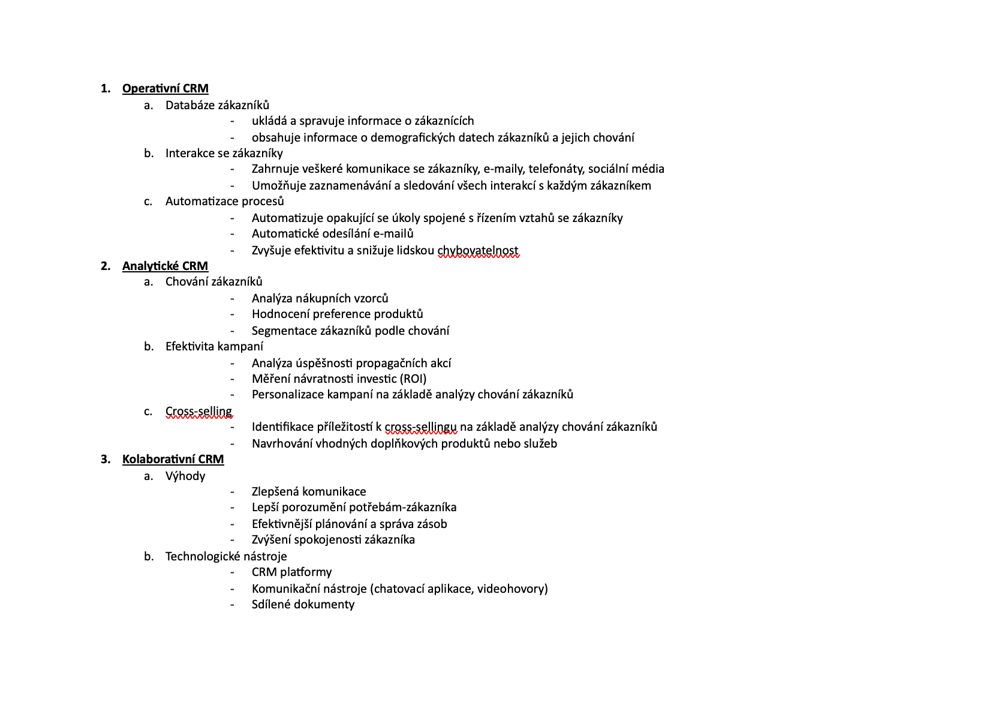 1. Operativní CRM
a. Databáze zákazníků
- ukládá a spravuje informace o zákaznících
- obsahuje informace o demografických datech zákazníků a jejich chování
b. Interakce se zákazníky
- Zahrnuje veškeré komunikace se zákazníky, e-maily, telefonáty, sociální média
- Umožňuje zaznamenávání a sledování všech interakcí s každým zákazníkem
c. Automatizace procesů
- Automatizuje opakující se úkoly spojené s řízením vztahů se zákazníky
- Automatické odesílání e-mailů
- Zvyšuje efektivitu a snižuje lidskou chybovatelnost
2. Analytické CRM
a. Chování zákazníků
- Analýza nákupních vzorců
- Hodnocení preference produktů
- Segmentace zákazníků podle chování
b. Efektivita kampaní
- Analýza úspěšnosti propagačních akcí
- Měření návratnosti investic (ROI)
- Personalizace kampaní na základě analýzy chování zákazníků
c. Cross-selling
- Identifikace příležitostí k cross-sellingu na základě analýzy chování zákazníků
- Navrhování vhodných doplňkových produktů nebo služeb
3. Kolaborativní CRM
a. Výhody
- Zlepšená komunikace
- Lepší porozumění potřebám-zákazníka
- Efektivnější plánování a správa zásob
- Zvýšení spokojenosti zákazníka
b. Technologické nástroje
- CRM platformy
- Komunikační nástroje (chatovací aplikace, videohovory)
- Sdílené dokumenty